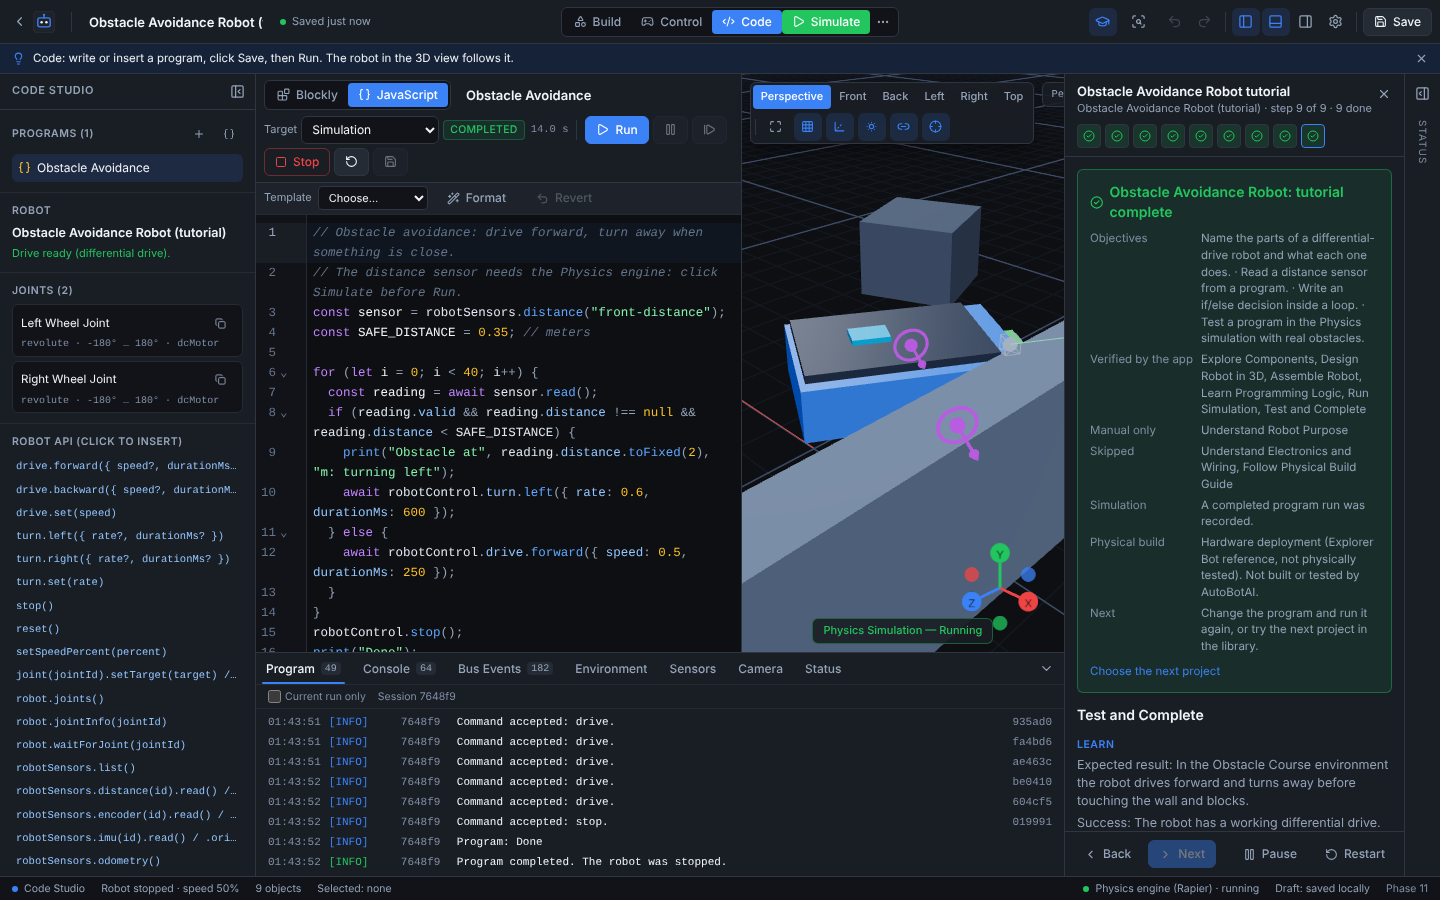 Obstacle Avoidance Robot (
Saved just now
Build
Control
Code
Simulate
Save
Code: write or insert a program, click Save, then Run. The robot in the 3D view follows it.
CODE STUDIO
PROGRAMS (1)
{} Obstacle Avoidance
ROBOT
Obstacle Avoidance Robot (tutorial)
Drive ready (differential drive).
JOINTS (2)
Left Wheel Joint
revolute · -180° … 180° · dcMotor
Right Wheel Joint
revolute · -180° … 180° · dcMotor
ROBOT API (CLICK TO INSERT)
drive.forward({ speed?, durationMs…
drive.backward({ speed?, durationM…
drive.set(speed)
turn.left({ rate?, durationMs? })
turn.right({ rate?, durationMs? })
turn.set(rate)
stop()
reset()
setSpeedPercent(percent)
joint(jointId).setTarget(target) /…
robot.joints()
robot.jointInfo(jointId)
robot.waitForJoint(jointId)
robotSensors.list()
robotSensors.distance(id).read() /…
robotSensors.encoder(id).read() / …
robotSensors.imu(id).read() / .ori…
robotSensors.odometry()
Blockly
{} JavaScript
Obstacle Avoidance
Target
Simulation
COMPLETED
14.0 s
Run
Stop
Template
Choose...
Format
Revert
1 // Obstacle avoidance: drive forward, turn away when
something is close.
2 // The distance sensor needs the Physics engine: click
Simulate before Run.
3 const sensor = robotSensors.distance("front-distance");
4 const SAFE_DISTANCE = 0.35; // meters
5
6 for (let i = 0; i < 40; i++) {
7 const reading = await sensor.read();
8 if (reading.valid && reading.distance !== null &&
reading.distance < SAFE_DISTANCE) {
9 print("Obstacle at", reading.distance.toFixed(2),
"m: turning left");
10 await robotControl.turn.left({ rate: 0.6,
durationMs: 600 });
11 } else {
12 await robotControl.drive.forward({ speed: 0.5,
durationMs: 250 });
13 }
14 }
15 robotControl.stop();
16 print("Done");
Perspective
Front
Back
Left
Right
Top
Pe
Y
Z
X
Physics Simulation — Running
Program 49
Console 64
Bus Events 182
Environment
Sensors
Camera
Status
Current run only
Session 7648f9
01:43:51 [INFO] 7648f9 Command accepted: drive. 935ad0
01:43:51 [INFO] 7648f9 Command accepted: drive. fa4bd6
01:43:51 [INFO] 7648f9 Command accepted: drive. ae463c
01:43:52 [INFO] 7648f9 Command accepted: drive. be0410
01:43:52 [INFO] 7648f9 Command accepted: drive. 604cf5
01:43:52 [INFO] 7648f9 Command accepted: stop. 019991
01:43:52 [INFO] 7648f9 Program: Done
01:43:52 [INFO] 7648f9 Program completed. The robot was stopped.
Obstacle Avoidance Robot tutorial
Obstacle Avoidance Robot (tutorial) · step 9 of 9 · 9 done
Obstacle Avoidance Robot: tutorial
complete
Objectives
Name the parts of a differential-
drive robot and what each one
does. · Read a distance sensor
from a program. · Write an
if/else decision inside a loop. ·
Test a program in the Physics
simulation with real obstacles.
Verified by the app
Explore Components, Design
Robot in 3D, Assemble Robot,
Learn Programming Logic, Run
Simulation, Test and Complete
Manual only
Understand Robot Purpose
Skipped
Understand Electronics and
Wiring, Follow Physical Build
Guide
Simulation
A completed program run was
recorded.
Physical build
Hardware deployment (Explorer
Bot reference, not physically
tested). Not built or tested by
AutoBotAI.
Next
Change the program and run it
again, or try the next project in
the library.
Choose the next project
Test and Complete
LEARN
Expected result: In the Obstacle Course environment
the robot drives forward and turns away before
touching the wall and blocks.
Success: The robot has a working differential drive.
Back
Next
Pause
Restart
STATUS
Code Studio
Robot stopped · speed 50%
9 objects
Selected: none
Physics engine (Rapier) · running
Draft: saved locally
Phase 11